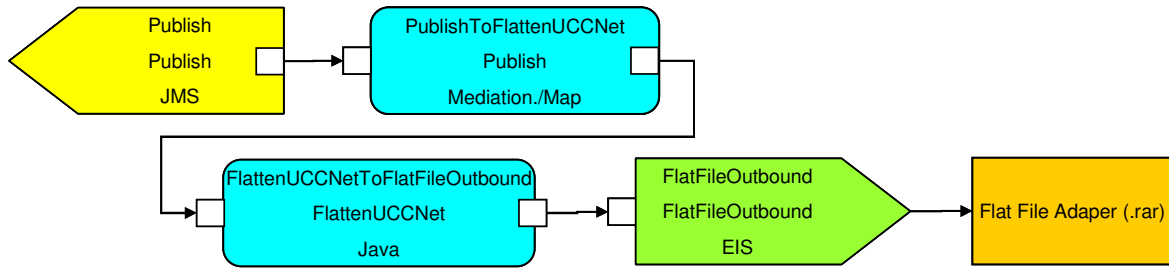 Publish
Publish
JMS
PublishToFlattenUCCNet
Publish
Mediation./Map
FlattenUCCNetToFlatFileOutbound
FlattenUCCNet
Java
FlatFileOutbound
FlatFileOutbound
EIS
Flat File Adaper (.rar)